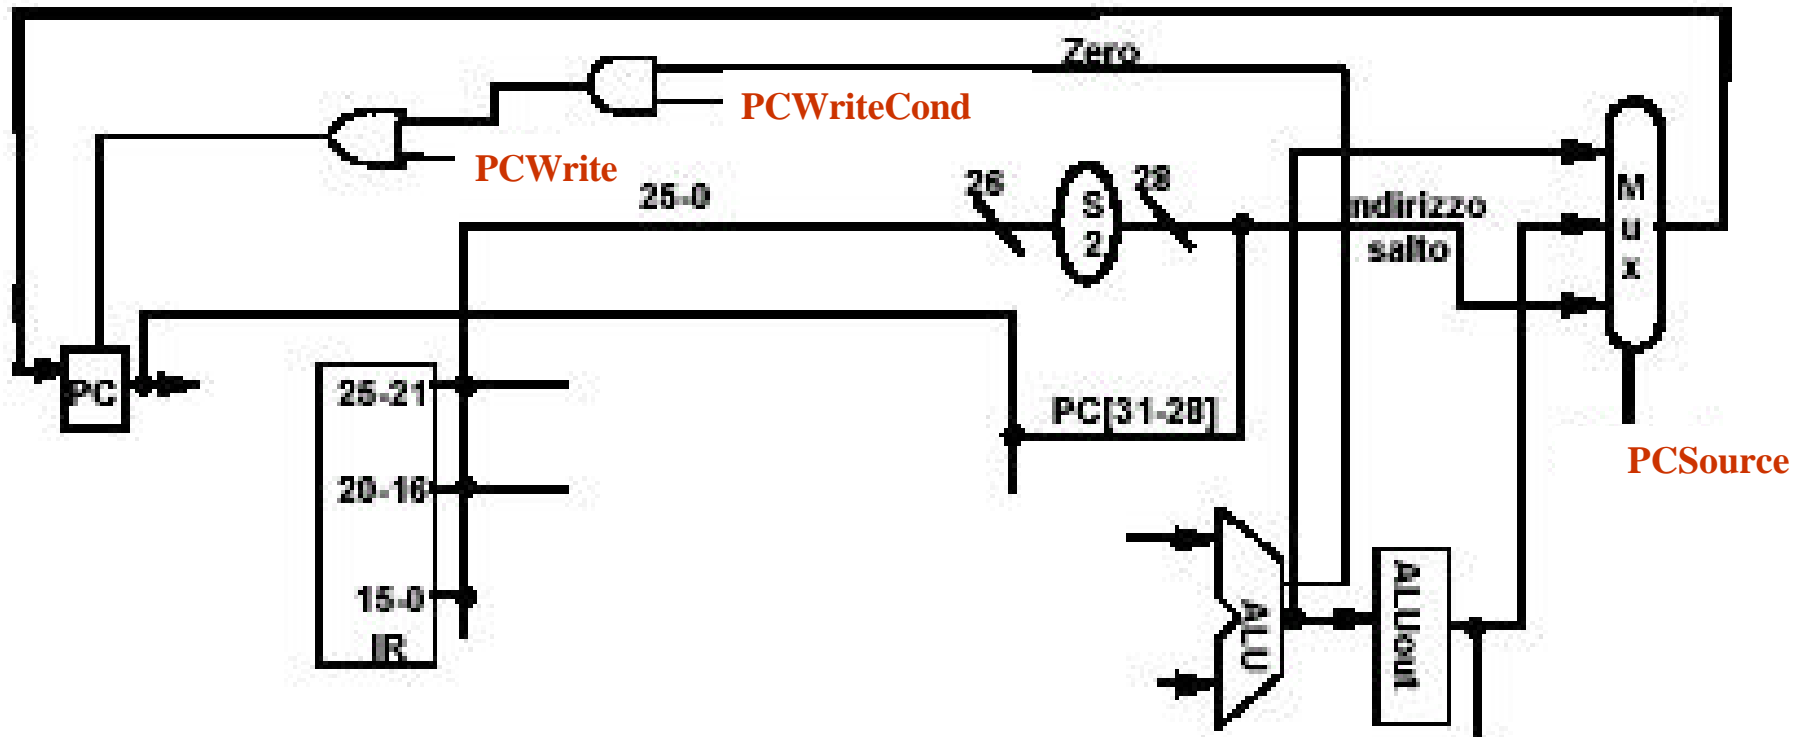 Zero
PCWriteCond
PCWrite
25-0
26
S
2
28
ndirizzo
salto
M
u
x
PC
25-21
PC[31-28]
PCSource
20-16
15-0
IR
ALU
ALUout